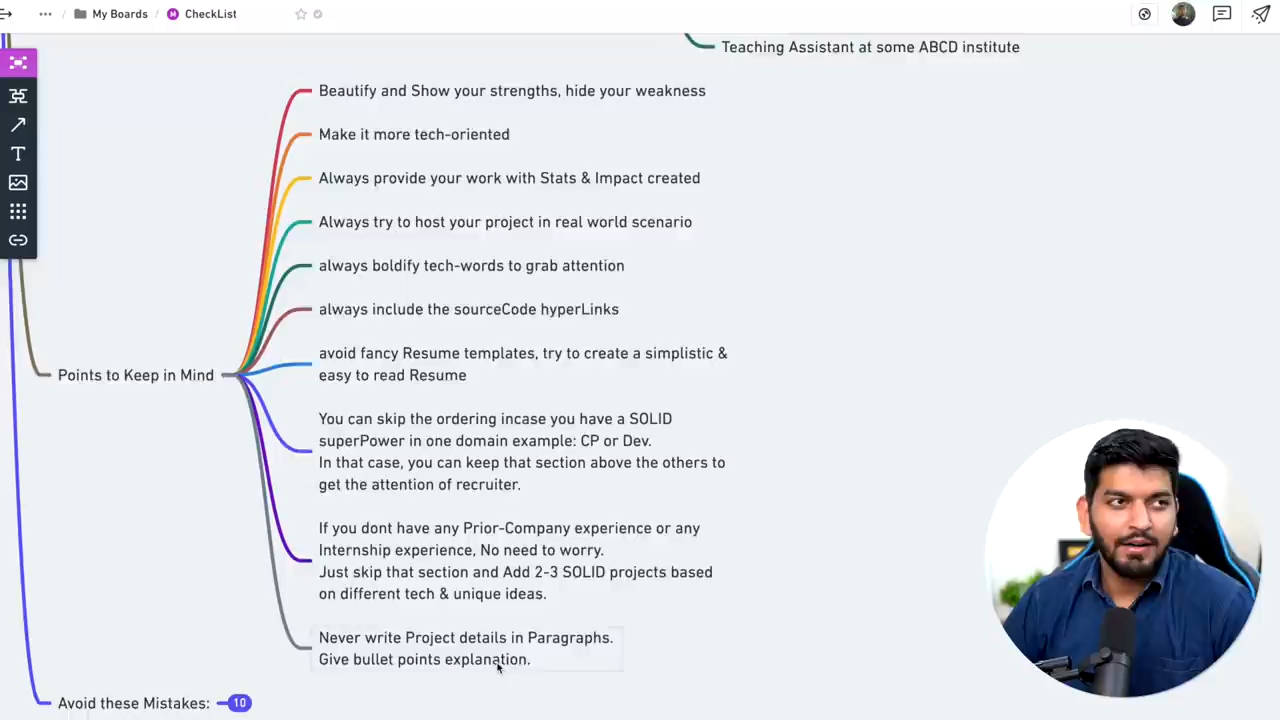 ... / My Boards / M CheckList
Teaching Assistant at some ABCD institute
Beautify and Show your strengths, hide your weakness
Make it more tech-oriented
Always provide your work with Stats & Impact created
Always try to host your project in real world scenario
always boldify tech-words to grab attention
always include the sourceCode hyperLinks
avoid fancy Resume templates, try to create a simplistic &
easy to read Resume
Points to Keep in Mind
You can skip the ordering incase you have a SOLID
superPower in one domain example: CP or Dev.
In that case, you can keep that section above the others to
get the attention of recruiter.
If you dont have any Prior-Company experience or any
Internship experience, No need to worry.
Just skip that section and Add 2-3 SOLID projects based
on different tech & unique ideas.
Never write Project details in Paragraphs.
Give bullet points explanation.
Avoid these Mistakes: 10